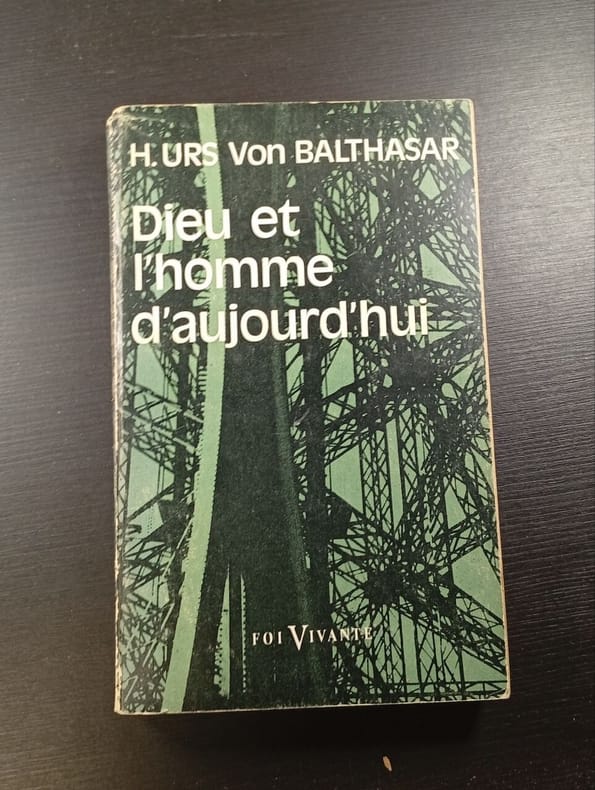 H. URS Von BALTHASAR
Dieu et
l'homme
d'aujourd'hui
FOI VIVANTE